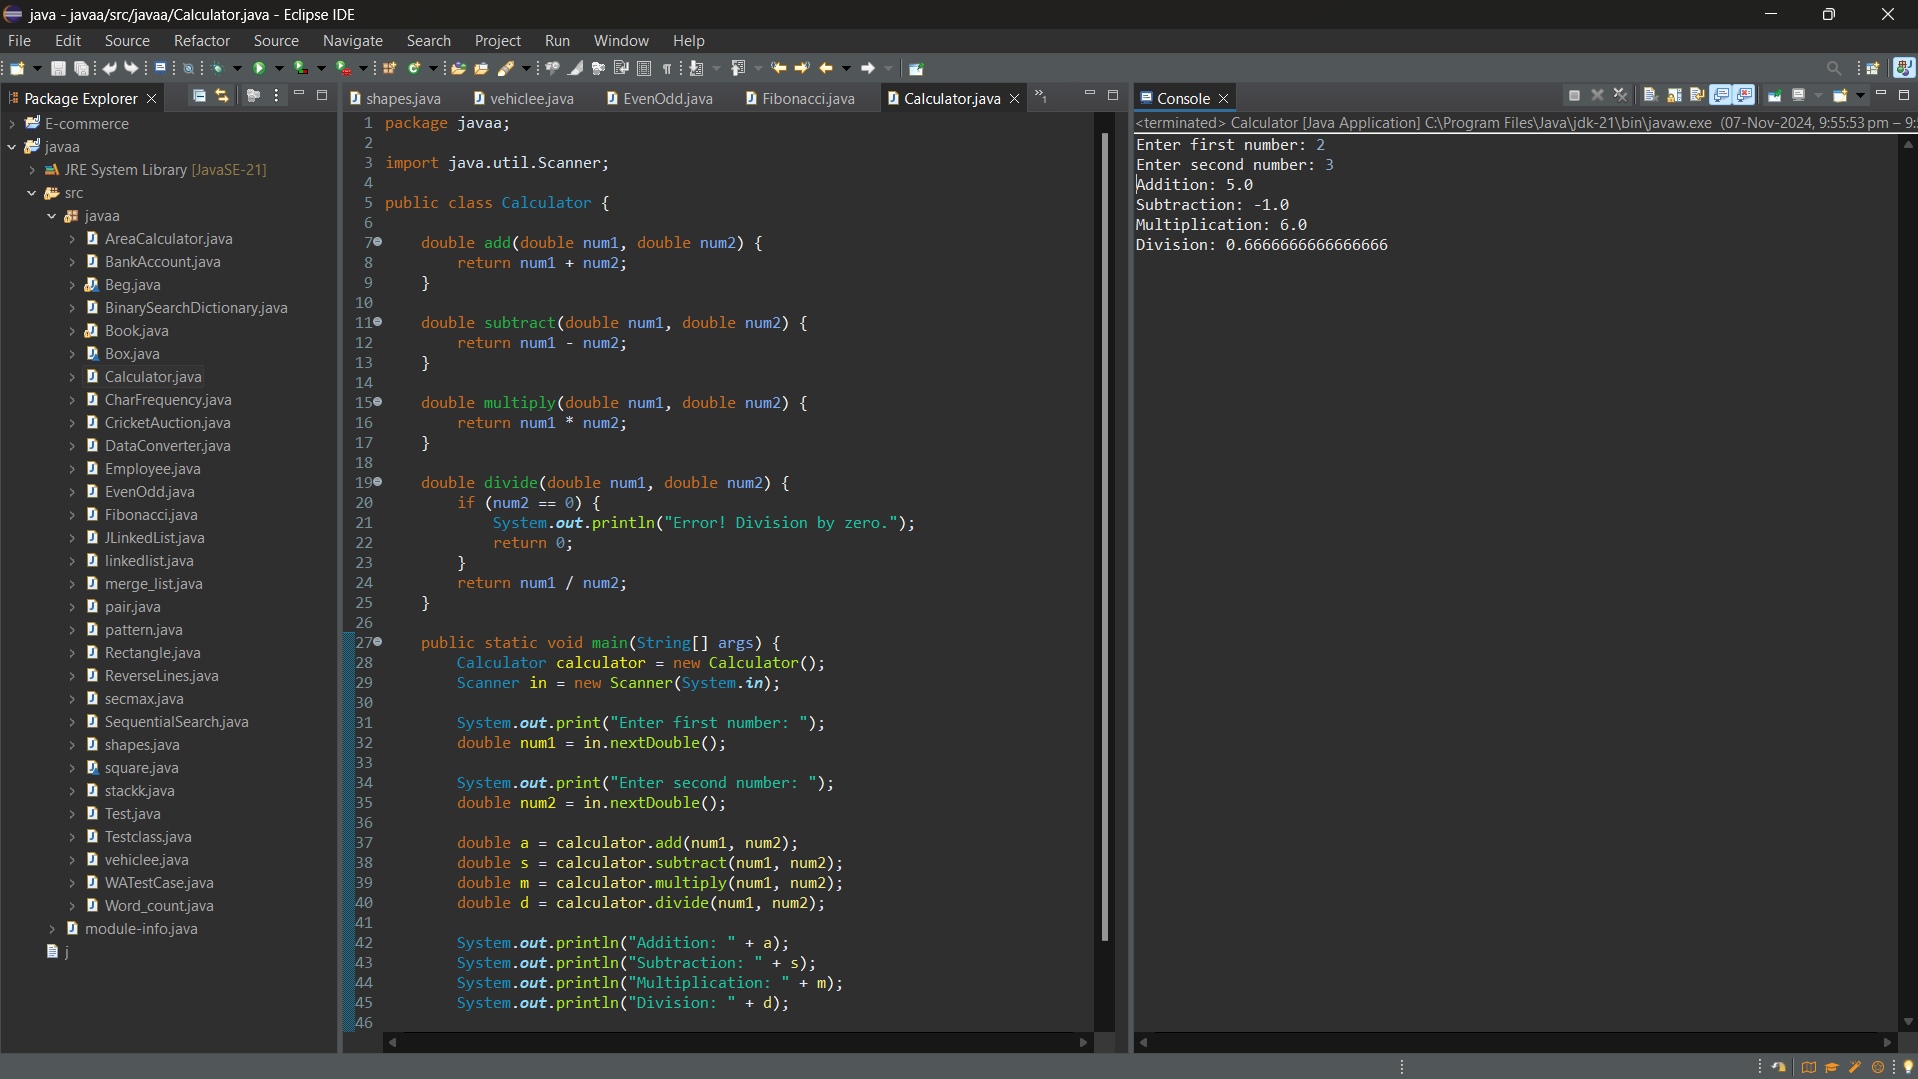 java - javaa/src/javaa/Calculator.java - Eclipse IDE
File Edit Source Refactor Source Navigate Search Project Run Window Help
Package Explorer
E-commerce
javaa
JRE System Library [JavaSE-21]
src
javaa
AreaCalculator.java
BankAccount.java
Beg.java
BinarySearchDictionary.java
Book.java
Box.java
Calculator.java
CharFrequency.java
CricketAuction.java
DataConverter.java
Employee.java
EvenOdd.java
Fibonacci.java
JLinkedList.java
linkedlist.java
merge_list.java
pair.java
pattern.java
Rectangle.java
ReverseLines.java
secmax.java
SequentialSearch.java
shapes.java
square.java
stackk.java
Test.java
Testclass.java
vehiclee.java
WATestCase.java
Word_count.java
module-info.java
j
shapes.java vehiclee.java EvenOdd.java Fibonacci.java Calculator.java »1
1 package javaa;
2
3 import java.util.Scanner;
4
5 public class Calculator {
6
7 double add(double num1, double num2) {
8 return num1 + num2;
9 }
10
11 double subtract(double num1, double num2) {
12 return num1 - num2;
13 }
14
15 double multiply(double num1, double num2) {
16 return num1 * num2;
17 }
18
19 double divide(double num1, double num2) {
20 if (num2 == 0) {
21 System.out.println("Error! Division by zero.");
22 return 0;
23 }
24 return num1 / num2;
25 }
26
27 public static void main(String[] args) {
28 Calculator calculator = new Calculator();
29 Scanner in = new Scanner(System.in);
30
31 System.out.print("Enter first number: ");
32 double num1 = in.nextDouble();
33
34 System.out.print("Enter second number: ");
35 double num2 = in.nextDouble();
36
37 double a = calculator.add(num1, num2);
38 double s = calculator.subtract(num1, num2);
39 double m = calculator.multiply(num1, num2);
40 double d = calculator.divide(num1, num2);
41
42 System.out.println("Addition: " + a);
43 System.out.println("Subtraction: " + s);
44 System.out.println("Multiplication: " + m);
45 System.out.println("Division: " + d);
46
Console
<terminated> Calculator [Java Application] C:\Program Files\Java\jdk-21\bin\javaw.exe (07-Nov-2024, 9:55:53 pm – 9:
Enter first number: 2
Enter second number: 3
Addition: 5.0
Subtraction: -1.0
Multiplication: 6.0
Division: 0.6666666666666666